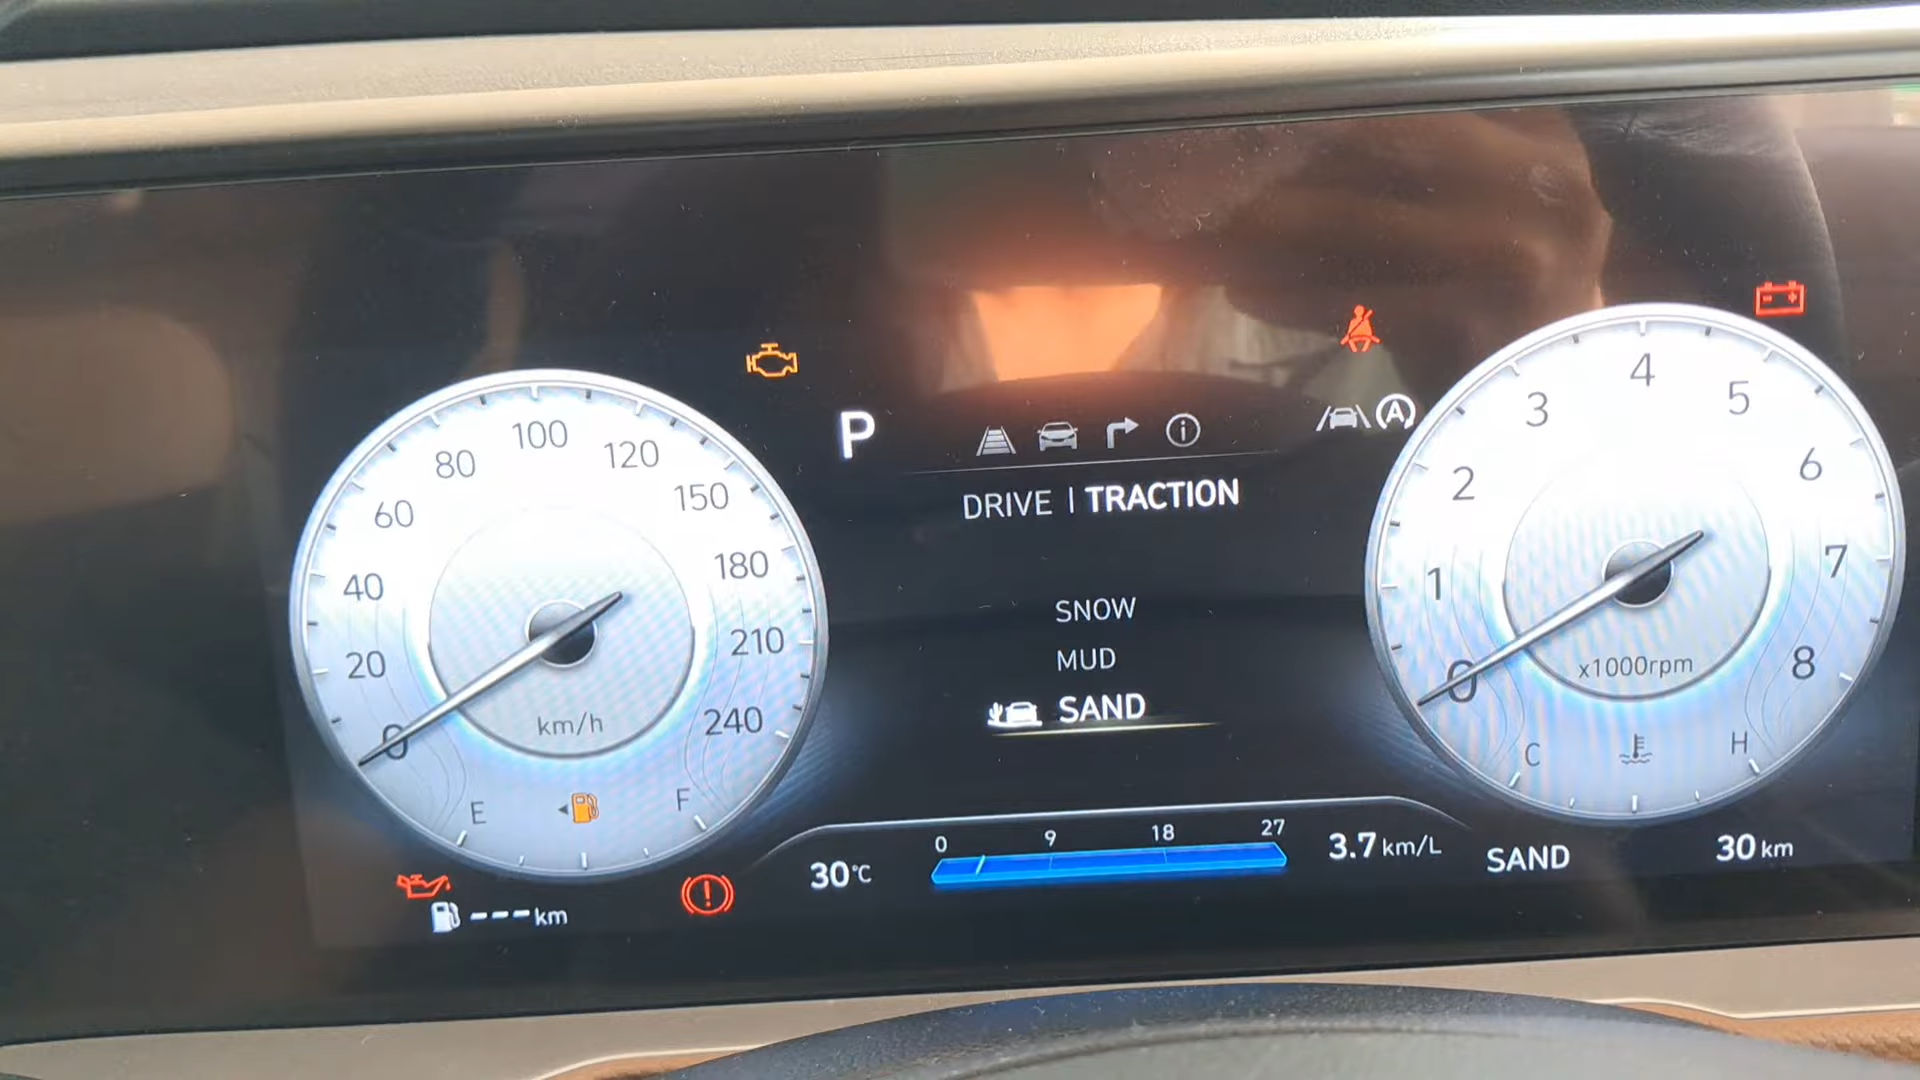 100
80
120
60
150
40
180
20
210
0
240
km/h
E
F
--- km
P
A
i
DRIVE | TRACTION
SNOW
MUD
SAND
30°C
0 9 18 27
3.7 km/L
SAND
30 km
4
3
5
2
6
1
7
0
8
x1000rpm
C
H